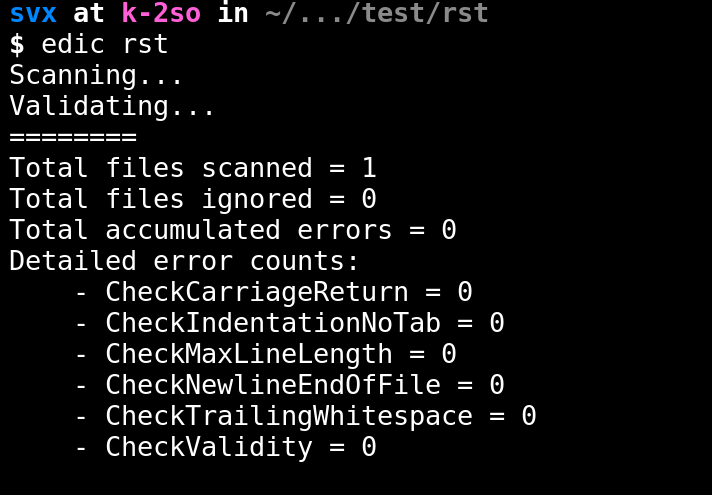 svx at k-2so in ~/.../test/rst
$ edic rst
Scanning...
Validating...
========
Total files scanned = 1
Total files ignored = 0
Total accumulated errors = 0
Detailed error counts:
    - CheckCarriageReturn = 0
    - CheckIndentationNoTab = 0
    - CheckMaxLineLength = 0
    - CheckNewlineEndOfFile = 0
    - CheckTrailingWhitespace = 0
    - CheckValidity = 0